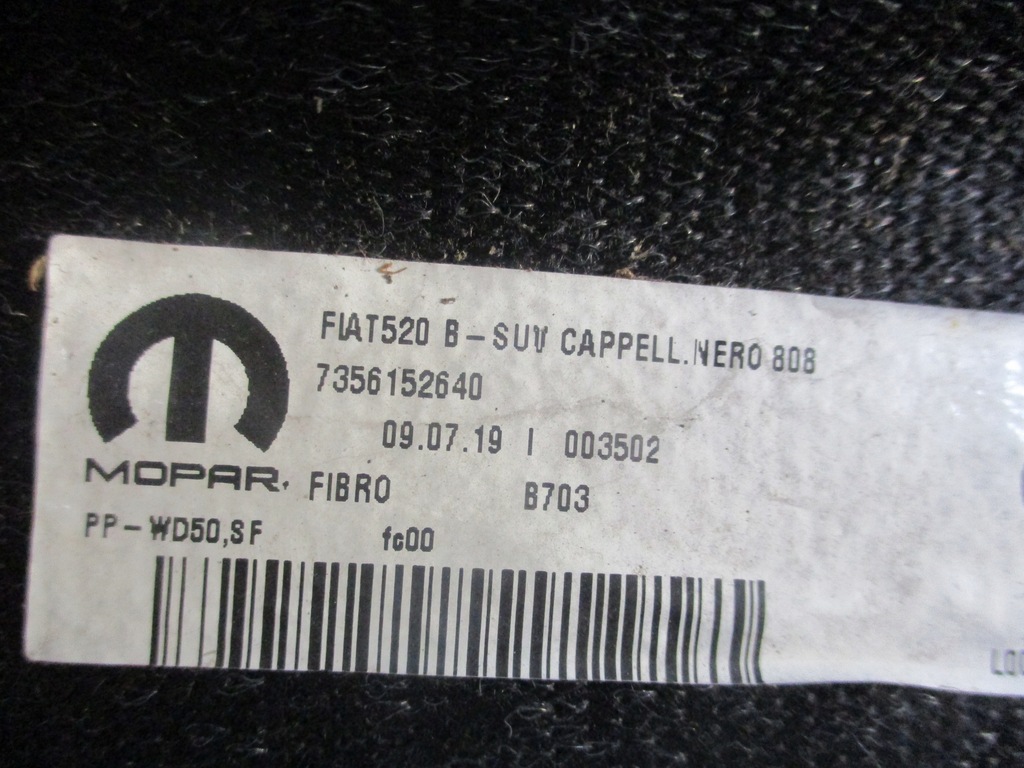 FIAT520 B-SUV CAPPELL.NERO 808
7356152640
09.07.19 | 003502
MOPAR. FIBRO B703
PP-WD50,SF fc00